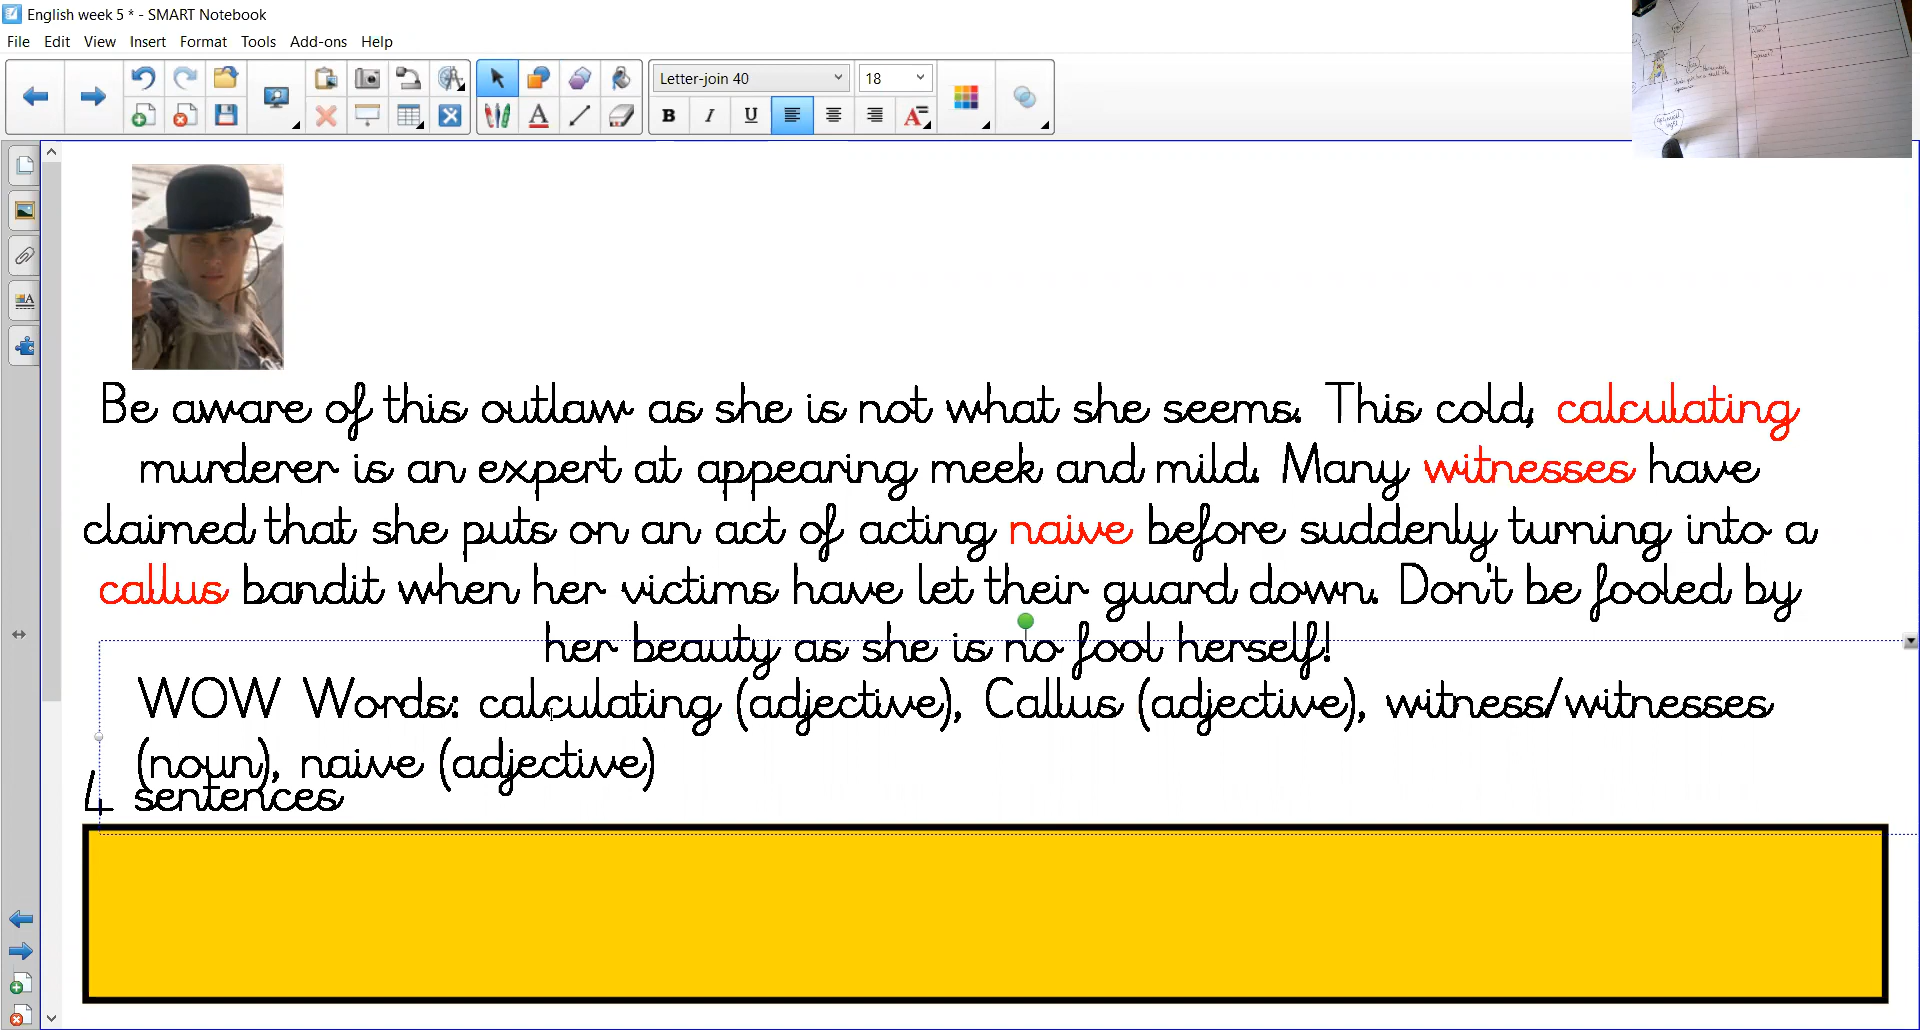 English week 5 * - SMART Notebook
File Edit View Insert Format Tools Add-ons Help
Letter-join 40 18
B I U
Be aware of this outlaw as she is not what she seems. This cold, calculating
murderer is an expert at appearing meek and mild. Many witnesses have
claimed that she puts on an act of acting naive before suddenly turning into a
callus bandit when her victims have let their guard down. Don't be fooled by
her beauty as she is no fool herself!
WOW Words: calculating (adjective), Callus (adjective), witness/witnesses
(noun), naive (adjective)
4 sentences